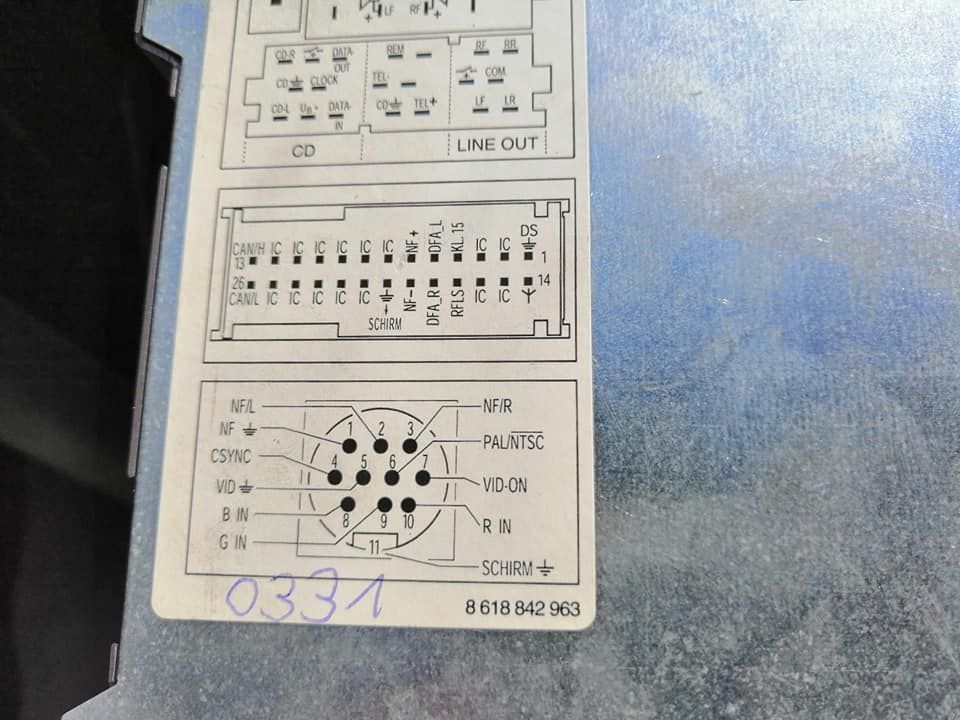 LF RF
CD-R DATA- OUT REM RF RR
CD CLOCK TEL- COM.
CD-L UB+ DATA- IN CD TEL+ LF LR
CD LINE OUT
CAN/H IC IC IC IC IC IC NF+ DFA_L KL.15 IC IC DS
13 1
26 14
CAN/L IC IC IC IC IC NF- DFA_R RFLS IC IC
SCHIRM
NF/L NF/R
NF 1 2 3
CSYNC 4 5 6 7 PAL/NTSC
VID VID-ON
B IN 8 9 10 R IN
G IN 11
SCHIRM
0331 8 618 842 963